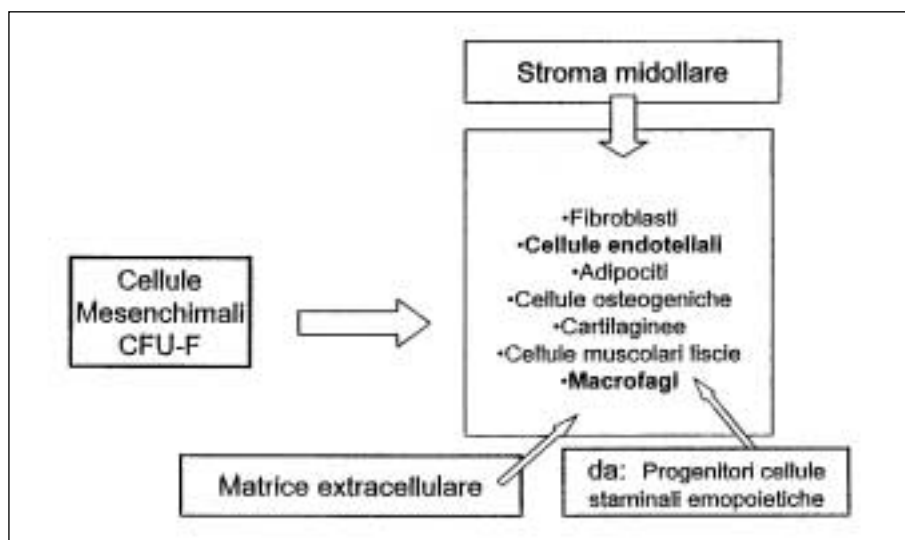 Stroma midollare
•Fibroblasti
•Cellule endoteliali
•Adipociti
•Cellule osteogeniche
•Cartilaginee
•Cellule muscolari liscie
•Macrofagi
Cellule
Mesenchimali
CFU-F
Matrice extracellulare
da: Progenitori cellule
staminali emopoietiche